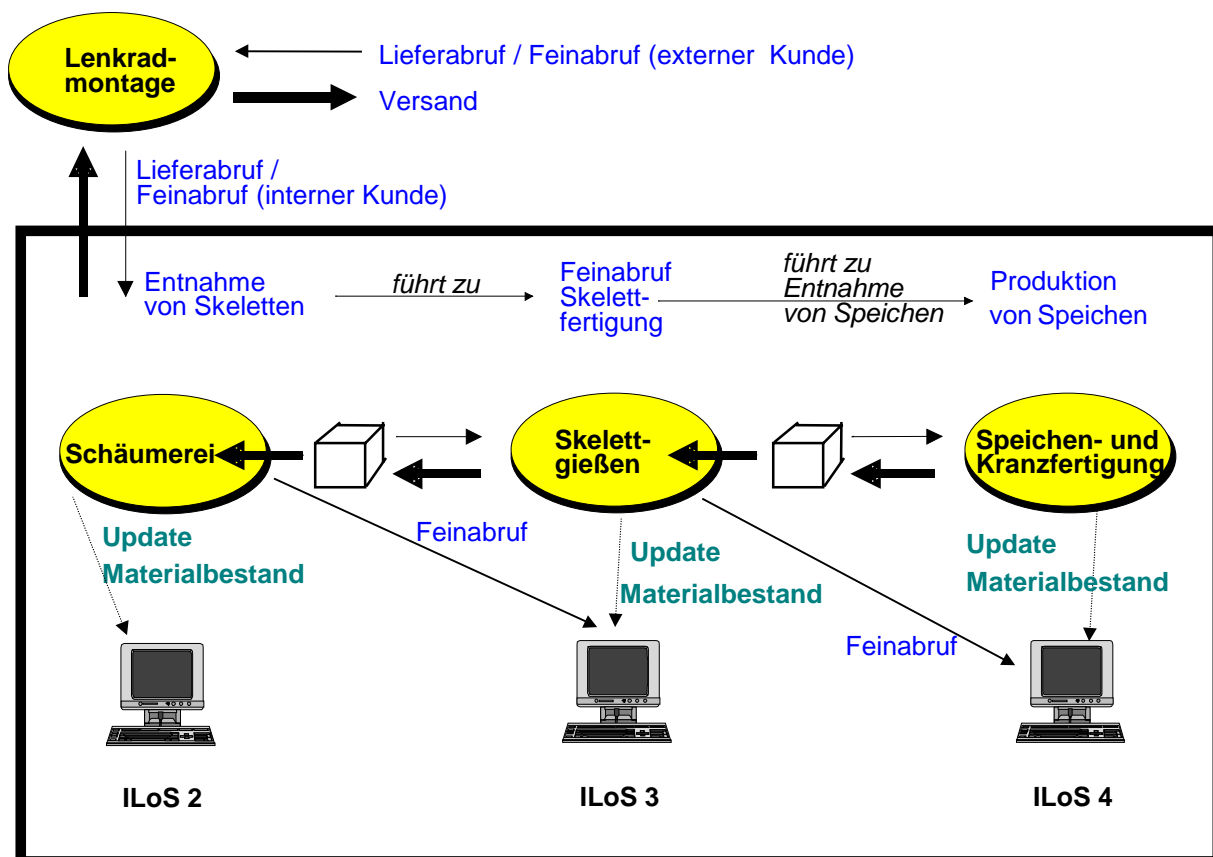 Lenkrad-
montage
Lieferabruf / Feinabruf (externer Kunde)
Versand
Lieferabruf /
Feinabruf (interner Kunde)
Entnahme
von Skeletten
führt zu
Feinabruf
Skelett-
fertigung
führt zu
Entnahme
von Speichen
Produktion
von Speichen
Schäumerei
Skelett-
gießen
Speichen- und
Kranzfertigung
Update
Materialbestand
Feinabruf
Update
Materialbestand
Feinabruf
Update
Materialbestand
ILoS 2
ILoS 3
ILoS 4